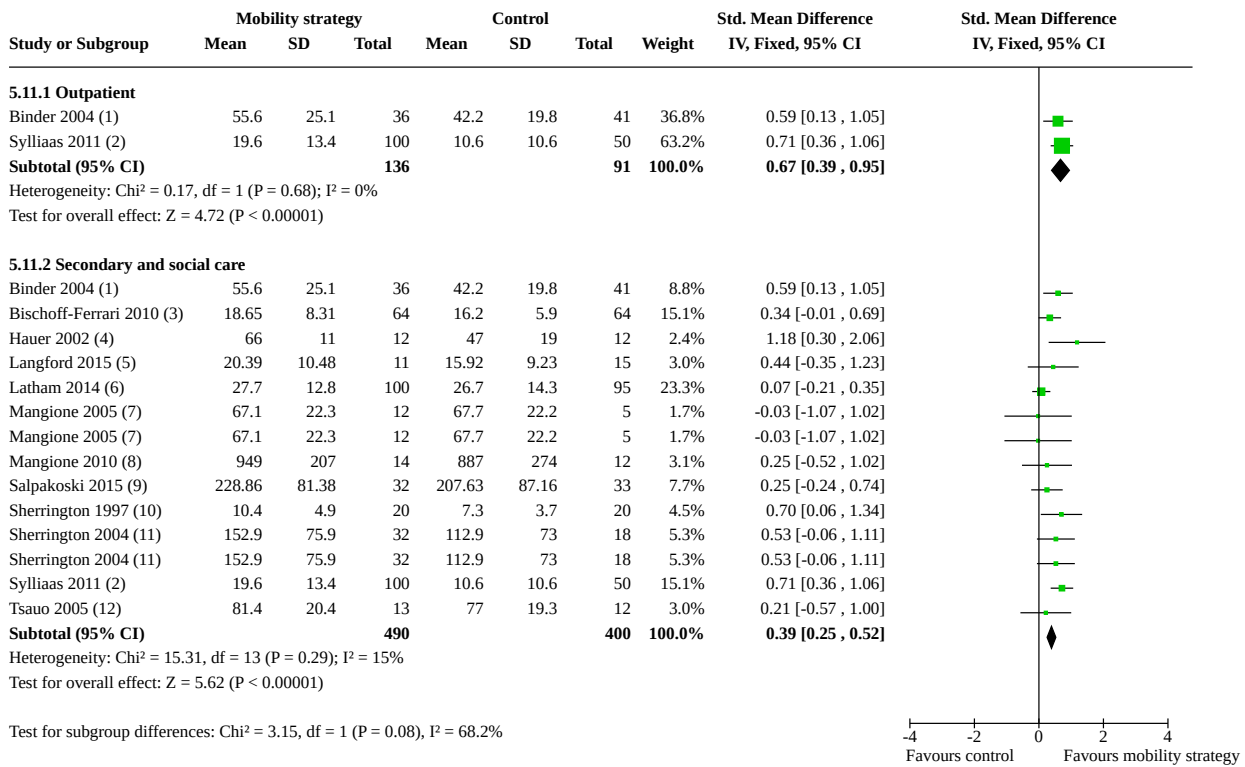 Mobility strategy Control Std. Mean Difference Std. Mean Difference
Study or Subgroup Mean SD Total Mean SD Total Weight IV, Fixed, 95% CI IV, Fixed, 95% CI
5.11.1 Outpatient
Binder 2004 (1) 55.6 25.1 36 42.2 19.8 41 36.8% 0.59 [0.13 , 1.05]
Sylliaas 2011 (2) 19.6 13.4 100 10.6 10.6 50 63.2% 0.71 [0.36 , 1.06]
Subtotal (95% CI) 136 91 100.0% 0.67 [0.39 , 0.95]
Heterogeneity: Chi² = 0.17, df = 1 (P = 0.68); I² = 0%
Test for overall effect: Z = 4.72 (P < 0.00001)
5.11.2 Secondary and social care
Binder 2004 (1) 55.6 25.1 36 42.2 19.8 41 8.8% 0.59 [0.13 , 1.05]
Bischoff-Ferrari 2010 (3) 18.65 8.31 64 16.2 5.9 64 15.1% 0.34 [-0.01 , 0.69]
Hauer 2002 (4) 66 11 12 47 19 12 2.4% 1.18 [0.30 , 2.06]
Langford 2015 (5) 20.39 10.48 11 15.92 9.23 15 3.0% 0.44 [-0.35 , 1.23]
Latham 2014 (6) 27.7 12.8 100 26.7 14.3 95 23.3% 0.07 [-0.21 , 0.35]
Mangione 2005 (7) 67.1 22.3 12 67.7 22.2 5 1.7% -0.03 [-1.07 , 1.02]
Mangione 2005 (7) 67.1 22.3 12 67.7 22.2 5 1.7% -0.03 [-1.07 , 1.02]
Mangione 2010 (8) 949 207 14 887 274 12 3.1% 0.25 [-0.52 , 1.02]
Salpakoski 2015 (9) 228.86 81.38 32 207.63 87.16 33 7.7% 0.25 [-0.24 , 0.74]
Sherrington 1997 (10) 10.4 4.9 20 7.3 3.7 20 4.5% 0.70 [0.06 , 1.34]
Sherrington 2004 (11) 152.9 75.9 32 112.9 73 18 5.3% 0.53 [-0.06 , 1.11]
Sherrington 2004 (11) 152.9 75.9 32 112.9 73 18 5.3% 0.53 [-0.06 , 1.11]
Sylliaas 2011 (2) 19.6 13.4 100 10.6 10.6 50 15.1% 0.71 [0.36 , 1.06]
Tsauo 2005 (12) 81.4 20.4 13 77 19.3 12 3.0% 0.21 [-0.57 , 1.00]
Subtotal (95% CI) 490 400 100.0% 0.39 [0.25 , 0.52]
Heterogeneity: Chi² = 15.31, df = 13 (P = 0.29); I² = 15%
Test for overall effect: Z = 5.62 (P < 0.00001)
Test for subgroup differences: Chi² = 3.15, df = 1 (P = 0.08), I² = 68.2%
-4 -2 0 2 4
Favours control Favours mobility strategy